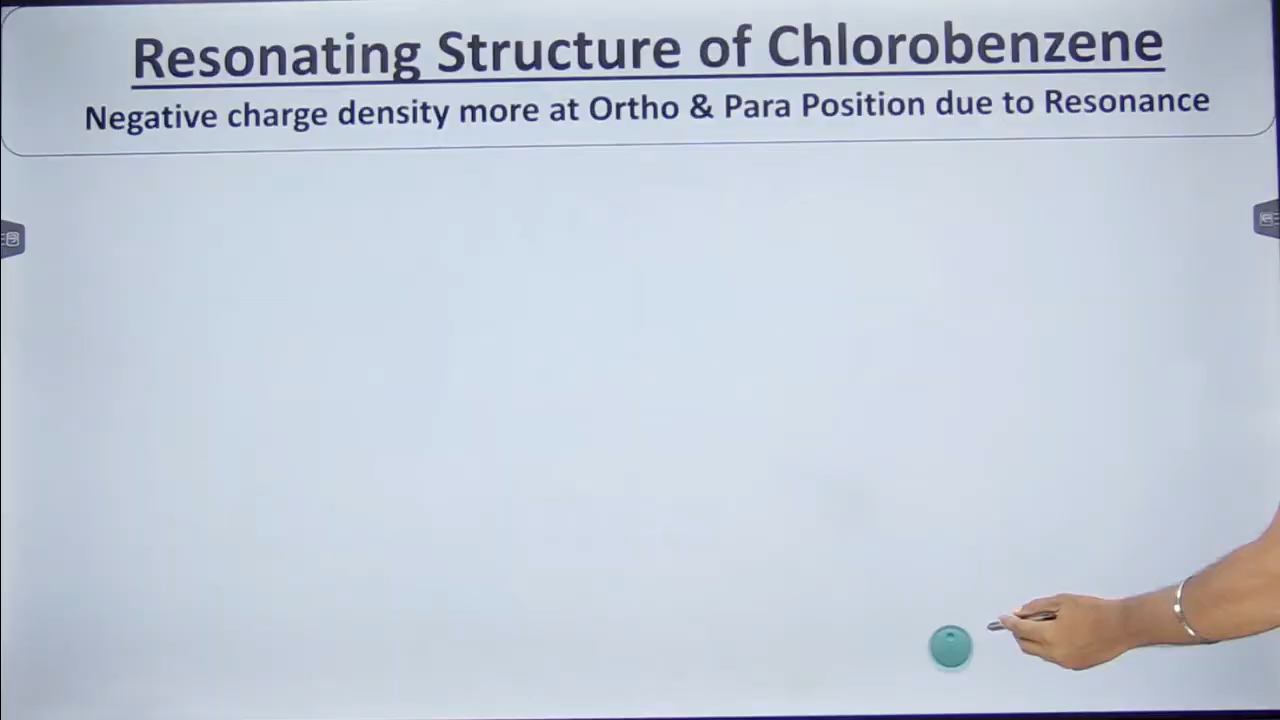 Resonating Structure of Chlorobenzene
Negative charge density more at Ortho & Para Position due to Resonance